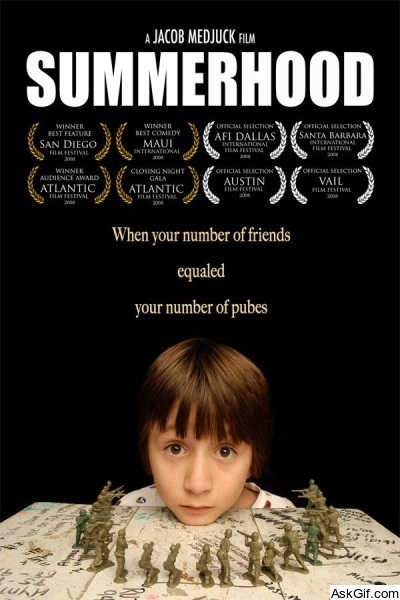 A JACOB MEDJUCK FILM
SUMMERHOOD
WINNER
BEST FEATURE
SAN DIEGO
FILM FESTIVAL
2008
WINNER
BEST COMEDY
MAUI
INTERNATIONAL
2008
OFFICIAL SELECTION
AFI DALLAS
INTERNATIONAL
FILM FESTIVAL
2008
OFFICIAL SELECTION
SANTA BARBARA
INTERNATIONAL
FILM FESTIVAL
2008
WINNER
AUDIENCE AWARD
ATLANTIC
FILM FESTIVAL
2008
CLOSING NIGHT
GALA
ATLANTIC
FILM FESTIVAL
2008
OFFICIAL SELECTION
AUSTIN
FILM FESTIVAL
2008
OFFICIAL SELECTION
VAIL
FILM FESTIVAL
2008
When your number of friends
equaled
your number of pubes
AskGif.com